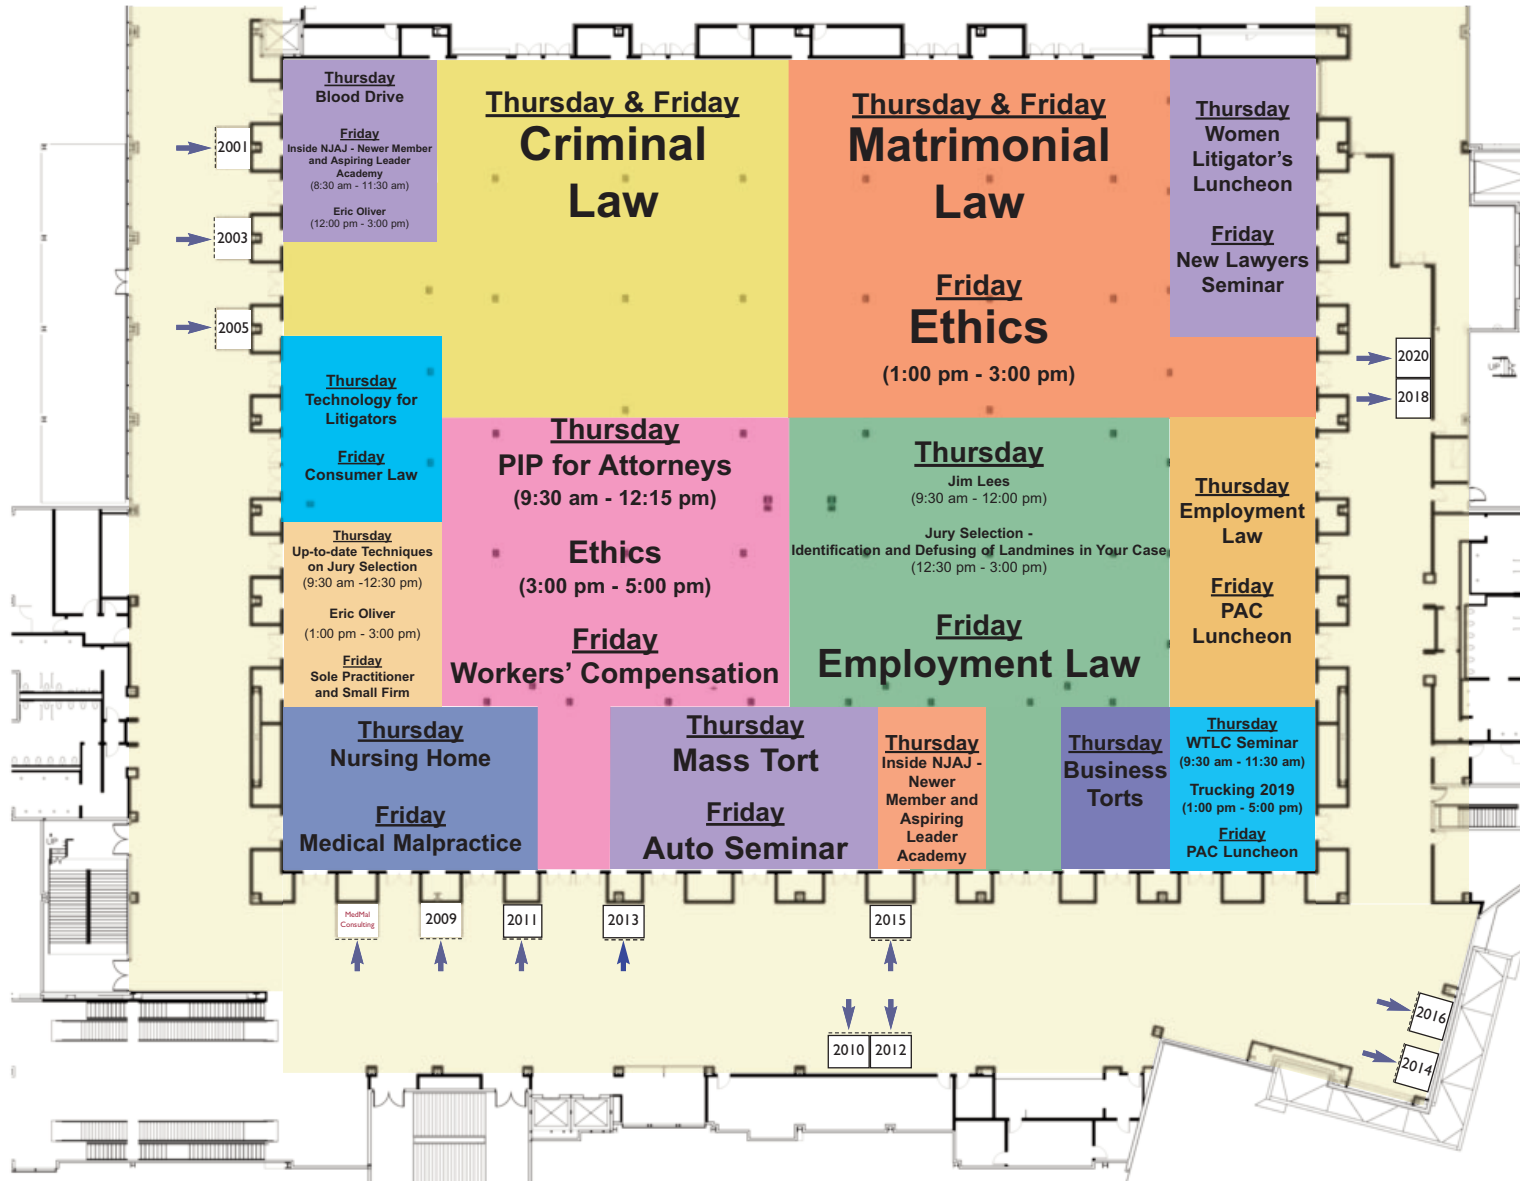 Thursday
Blood Drive
Friday
Inside NJAJ - Newer Member
and Aspiring Leader
Academy
(8:30 am - 11:30 am)
Eric Oliver
(12:00 pm - 3:00 pm)
Thursday & Friday
Criminal
Law
Thursday & Friday
Matrimonial
Law
Friday
Ethics
(1:00 pm - 3:00 pm)
Thursday
Women
Litigator's
Luncheon
Friday
New Lawyers
Seminar
2001
2003
2005
2020
2018
UP
Thursday
Technology for
Litigators
Friday
Consumer Law
Thursday
PIP for Attorneys
(9:30 am - 12:15 pm)
Ethics
(3:00 pm - 5:00 pm)
Friday
Workers' Compensation
Thursday
Jim Lees
(9:30 am - 12:00 pm)
Jury Selection -
Identification and Defusing of Landmines in Your Case
(12:30 pm - 3:00 pm)
Friday
Employment Law
Thursday
Employment
Law
Friday
PAC
Luncheon
Thursday
Up-to-date Techniques
on Jury Selection
(9:30 am -12:30 pm)
Eric Oliver
(1:00 pm - 3:00 pm)
Friday
Sole Practitioner
and Small Firm
Thursday
Nursing Home
Friday
Medical Malpractice
Thursday
Mass Tort
Friday
Auto Seminar
Thursday
Inside NJAJ -
Newer
Member and
Aspiring
Leader
Academy
Thursday
Business
Torts
Thursday
WTLC Seminar
(9:30 am - 11:30 am)
Trucking 2019
(1:00 pm - 5:00 pm)
Friday
PAC Luncheon
UP
MedMal
Consulting
2009
2011
2013
2015
2010
2012
2016
2014